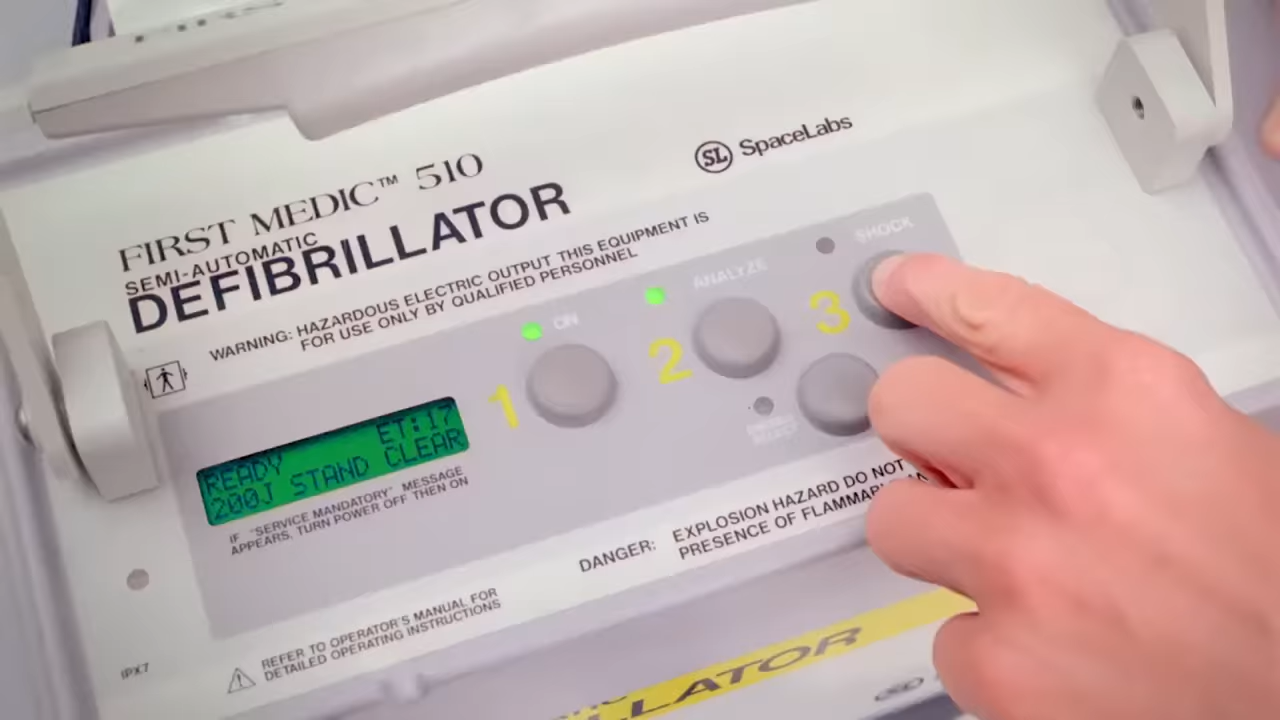 FIRST MEDIC™ 510
SEMI-AUTOMATIC
DEFIBRILLATOR
SL SpaceLabs
WARNING: HAZARDOUS ELECTRIC OUTPUT THIS EQUIPMENT IS
FOR USE ONLY BY QUALIFIED PERSONNEL
1 ON
2 ANALYZE
3 SHOCK
ET:17
READY
200J STAND CLEAR
IF "SERVICE MANDATORY" MESSAGE
APPEARS, TURN POWER OFF THEN ON
DANGER: EXPLOSION HAZARD DO NOT
PRESENCE OF
REFER TO OPERATOR'S MANUAL FOR
DETAILED OPERATING INSTRUCTIONS
IPX7
LLATOR